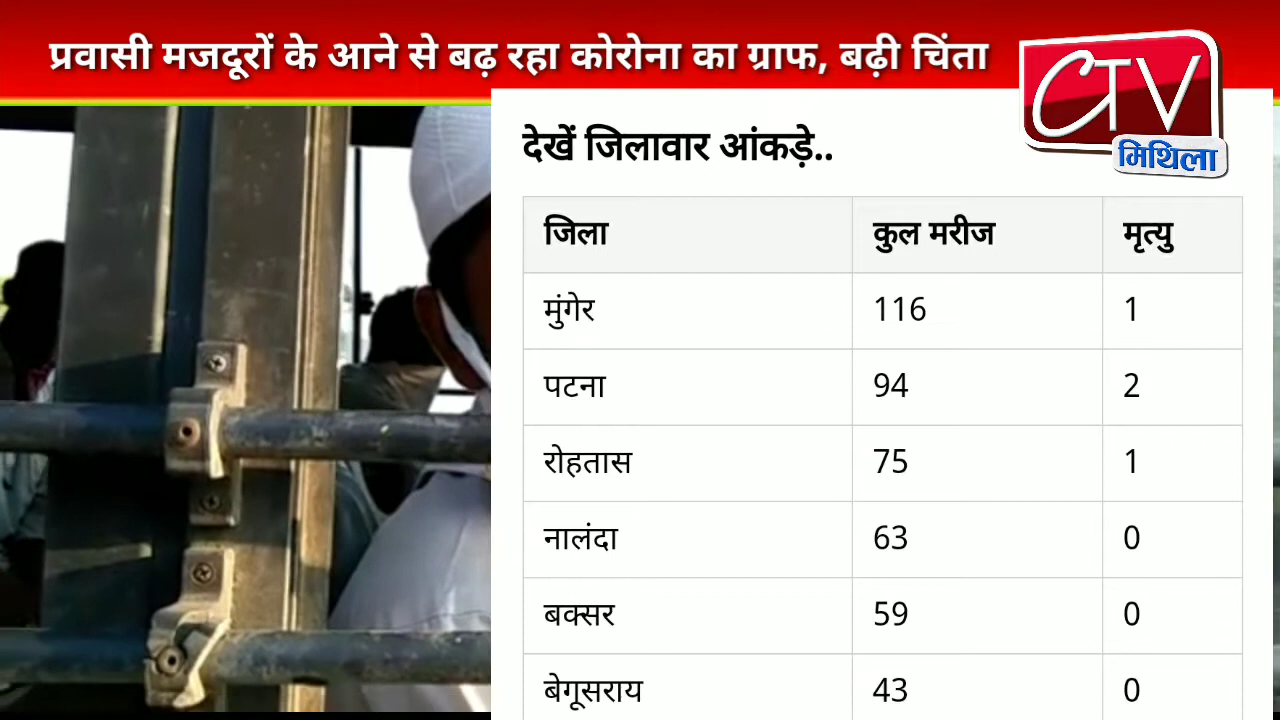 प्रवासी मजदूरों के आने से बढ़ रहा कोरोना का ग्राफ, बढ़ी चिंता
CTV
मिथिला
देखें जिलावार आंकड़े..
जिला कुल मरीज मृत्यु
मुंगेर 116 1
पटना 94 2
रोहतास 75 1
नालंदा 63 0
बक्सर 59 0
बेगूसराय 43 0